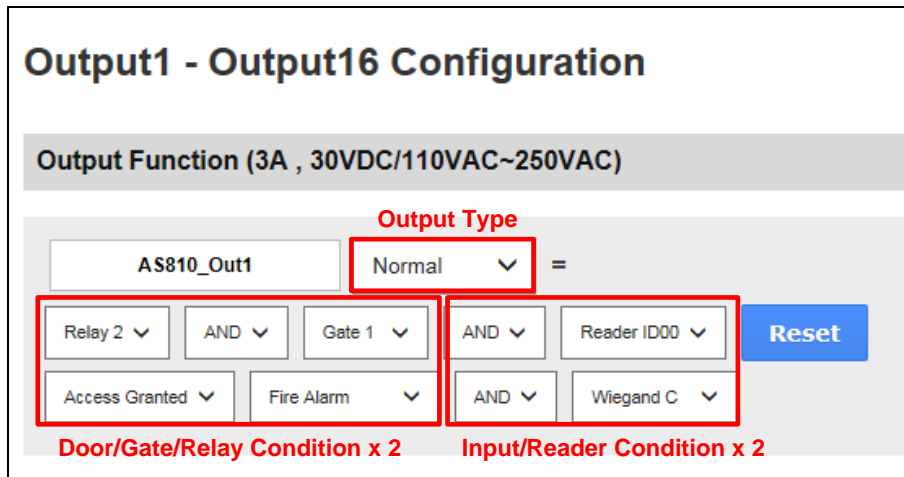 Output1 - Output16 Configuration
Output Function (3A , 30VDC/110VAC~250VAC)
Output Type
AS810_Out1 Normal =
Relay 2 AND Gate 1 AND Reader ID00 Reset
Access Granted Fire Alarm AND Wiegand C
Door/Gate/Relay Condition x 2 Input/Reader Condition x 2